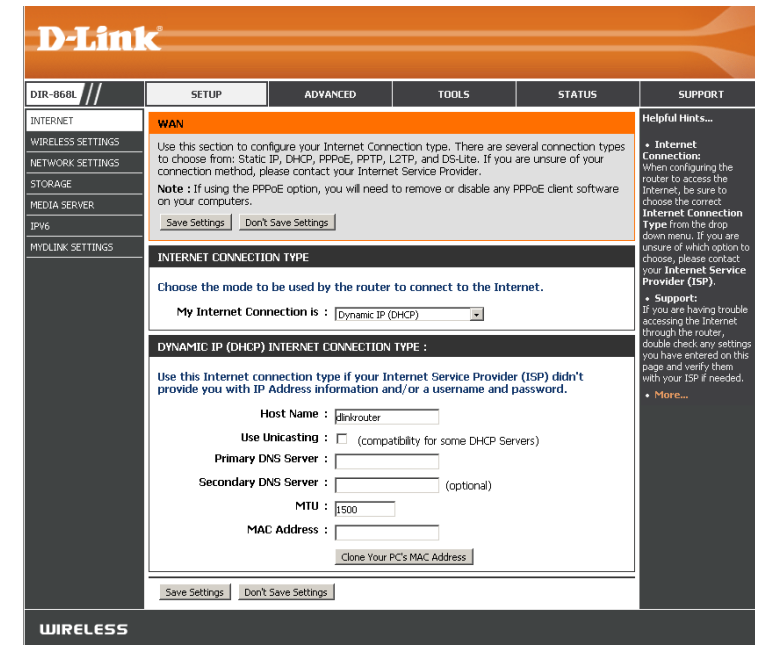 D-Link®
DIR-868L
SETUP
ADVANCED
TOOLS
STATUS
SUPPORT
INTERNET
WIRELESS SETTINGS
NETWORK SETTINGS
STORAGE
MEDIA SERVER
IPV6
MYDLINK SETTINGS
WAN
Use this section to configure your Internet Connection type. There are several connection types
to choose from: Static IP, DHCP, PPPoE, PPTP, L2TP, and DS-Lite. If you are unsure of your
connection method, please contact your Internet Service Provider.
Note : If using the PPPoE option, you will need to remove or disable any PPPoE client software
on your computers.
Save Settings
Don't Save Settings
INTERNET CONNECTION TYPE
Choose the mode to be used by the router to connect to the Internet.
My Internet Connection is : Dynamic IP (DHCP)
DYNAMIC IP (DHCP) INTERNET CONNECTION TYPE :
Use this Internet connection type if your Internet Service Provider (ISP) didn't
provide you with IP Address information and/or a username and password.
Host Name : dlinkrouter
Use Unicasting : (compatibility for some DHCP Servers)
Primary DNS Server :
Secondary DNS Server : (optional)
MTU : 1500
MAC Address :
Clone Your PC's MAC Address
Save Settings
Don't Save Settings
Helpful Hints...
• Internet
Connection:
When configuring the
router to access the
Internet, be sure to
choose the correct
Internet Connection
Type from the drop
down menu. If you are
unsure of which option to
choose, please contact
your Internet Service
Provider (ISP).
• Support:
If you are having trouble
accessing the Internet
through the router,
double check any settings
you have entered on this
page and verify them
with your ISP if needed.
• More...
WIRELESS